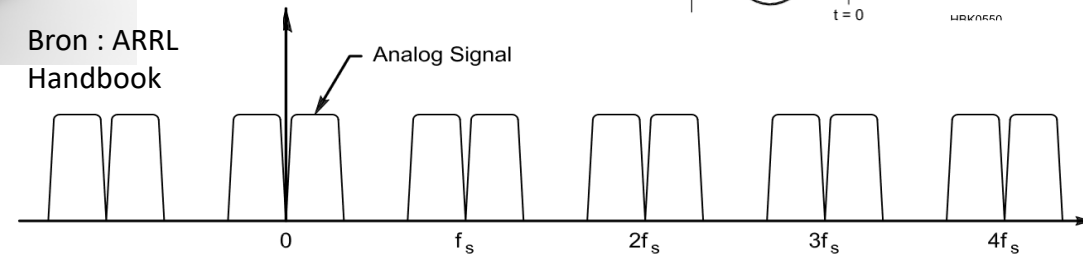 t = 0
Bron : ARRL
Handbook
Analog Signal
0 fs 2fs 3fs 4fs